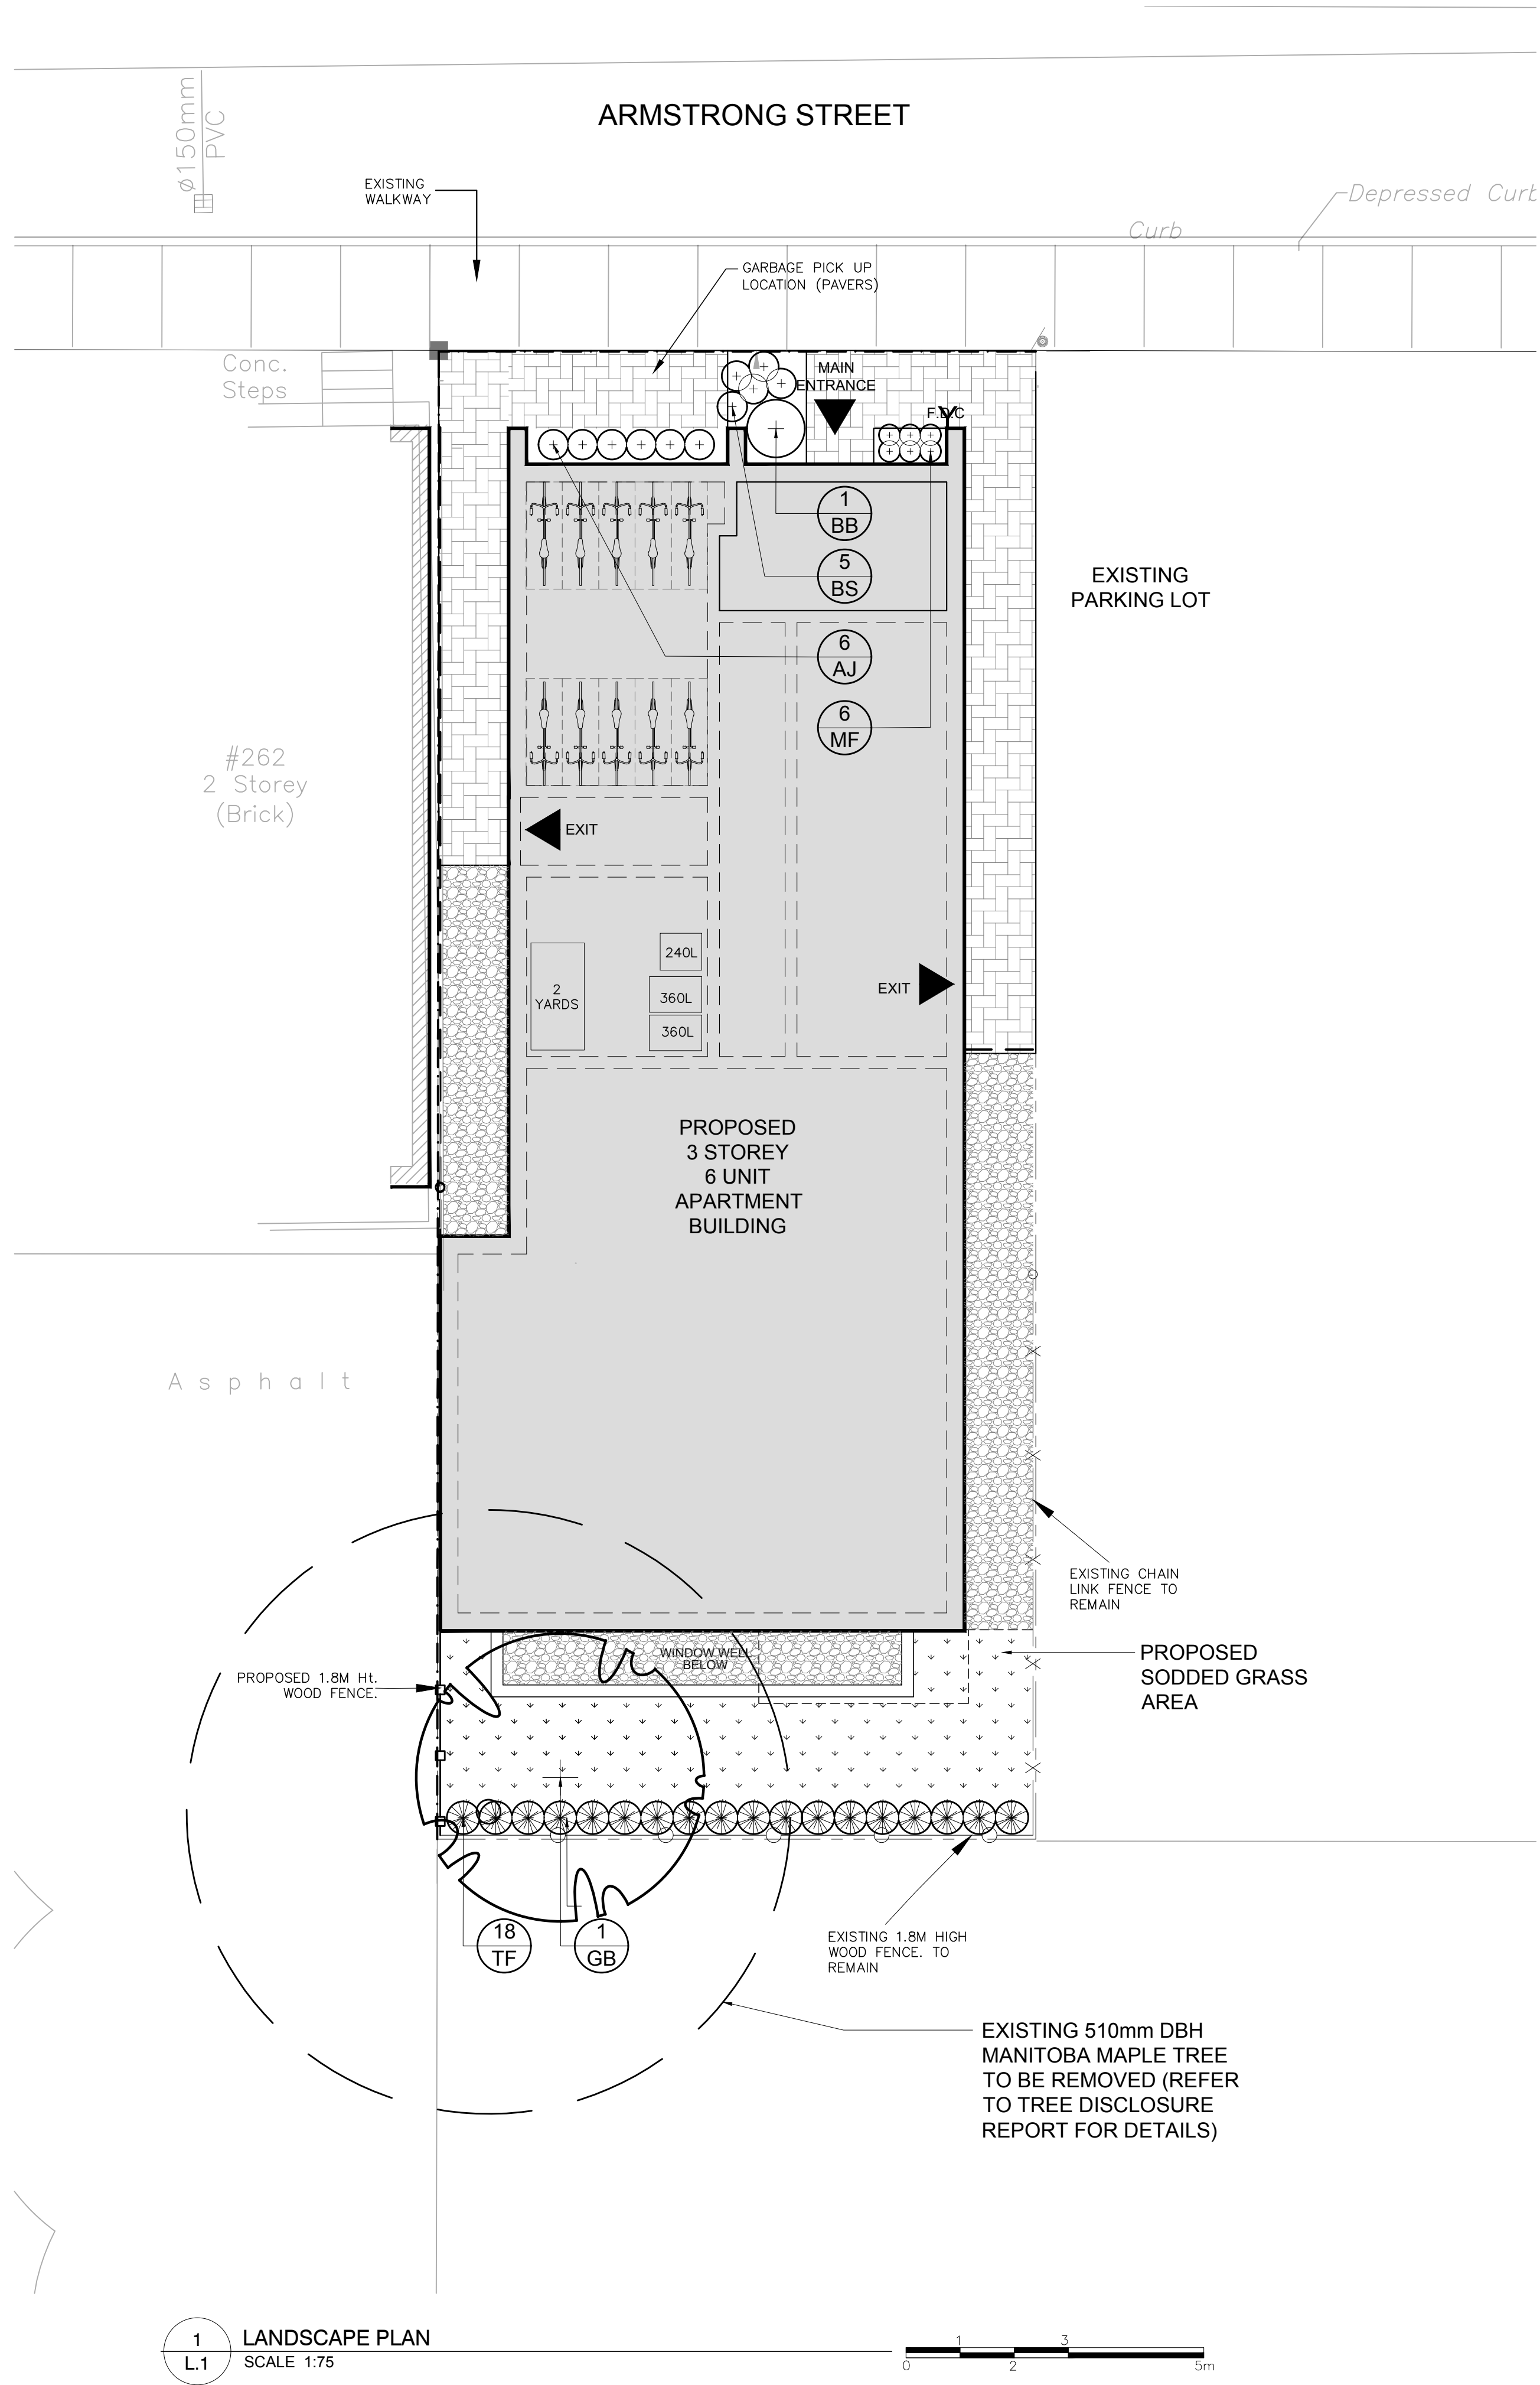 ARMSTRONG STREET
ø150mm
PVC
EXISTING
WALKWAY
Depressed Curb
Curb
GARBAGE PICK UP
LOCATION (PAVERS)
Conc.
Steps
MAIN
ENTRANCE
F.D.C
1
BB
5
BS
6
AJ
6
MF
EXISTING
PARKING LOT
#262
2 Storey
(Brick)
EXIT
240L
2
YARDS
360L
360L
EXIT
PROPOSED
3 STOREY
6 UNIT
APARTMENT
BUILDING
Asphalt
EXISTING CHAIN
LINK FENCE TO
REMAIN
WINDOW WELL
BELOW
PROPOSED
SODDED GRASS
AREA
PROPOSED 1.8M Ht.
WOOD FENCE.
18
TF
1
GB
EXISTING 1.8M HIGH
WOOD FENCE. TO
REMAIN
EXISTING 510mm DBH
MANITOBA MAPLE TREE
TO BE REMOVED (REFER
TO TREE DISCLOSURE
REPORT FOR DETAILS)
1
L.1
LANDSCAPE PLAN
SCALE 1:75
1 3
0 2 5m